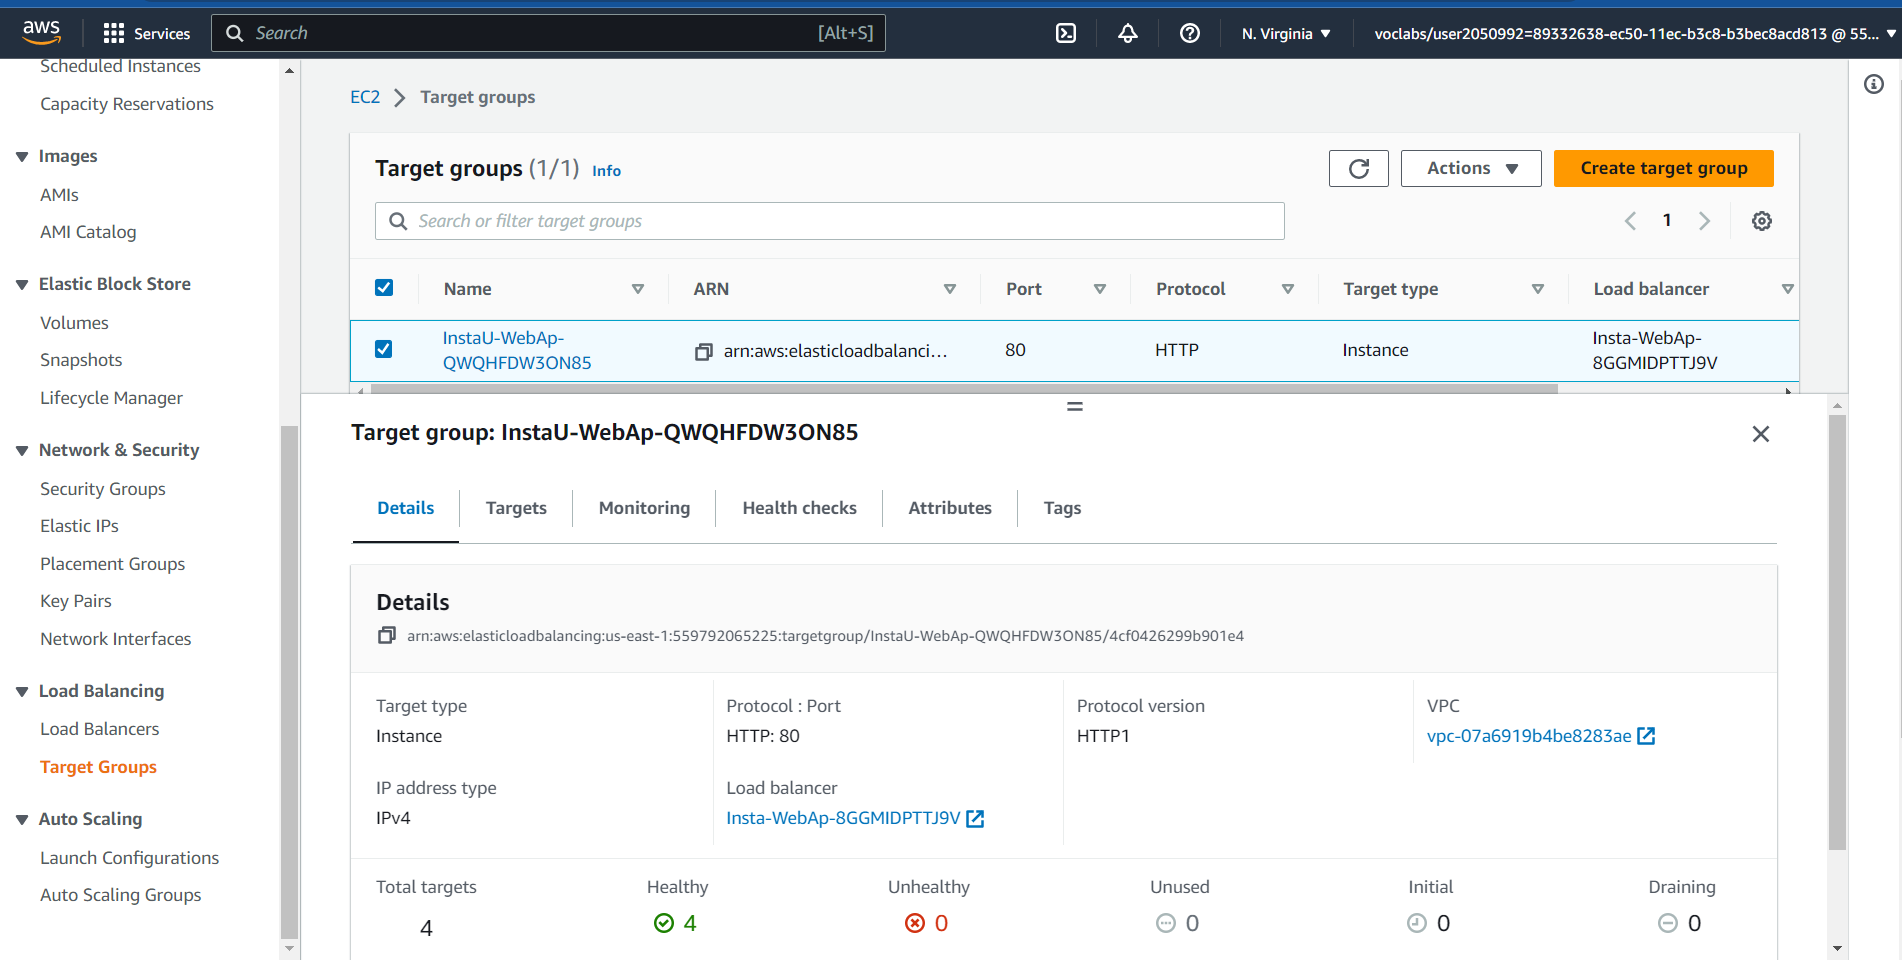 aws
Services
Search [Alt+S]
N. Virginia
voclabs/user2050992=89332638-ec50-11ec-b3c8-b3bec8acd813 @ 55...
Scheduled Instances
Capacity Reservations
Images
AMIs
AMI Catalog
Elastic Block Store
Volumes
Snapshots
Lifecycle Manager
Network & Security
Security Groups
Elastic IPs
Placement Groups
Key Pairs
Network Interfaces
Load Balancing
Load Balancers
Target Groups
Auto Scaling
Launch Configurations
Auto Scaling Groups
EC2 Target groups
Target groups (1/1) Info
Actions
Create target group
Search or filter target groups
1
Name ARN Port Protocol Target type Load balancer
InstaU-WebAp-
QWQHFDW3ON85
arn:aws:elasticloadbalanci...
80
HTTP
Instance
Insta-WebAp-
8GGMIDPTTJ9V
Target group: InstaU-WebAp-QWQHFDW3ON85
Details Targets Monitoring Health checks Attributes Tags
Details
arn:aws:elasticloadbalancing:us-east-1:559792065225:targetgroup/InstaU-WebAp-QWQHFDW3ON85/4cf0426299b901e4
Target type
Instance
Protocol : Port
HTTP: 80
Protocol version
HTTP1
VPC
vpc-07a6919b4be8283ae
IP address type
IPv4
Load balancer
Insta-WebAp-8GGMIDPTTJ9V
Total targets
4
Healthy
4
Unhealthy
0
Unused
0
Initial
0
Draining
0